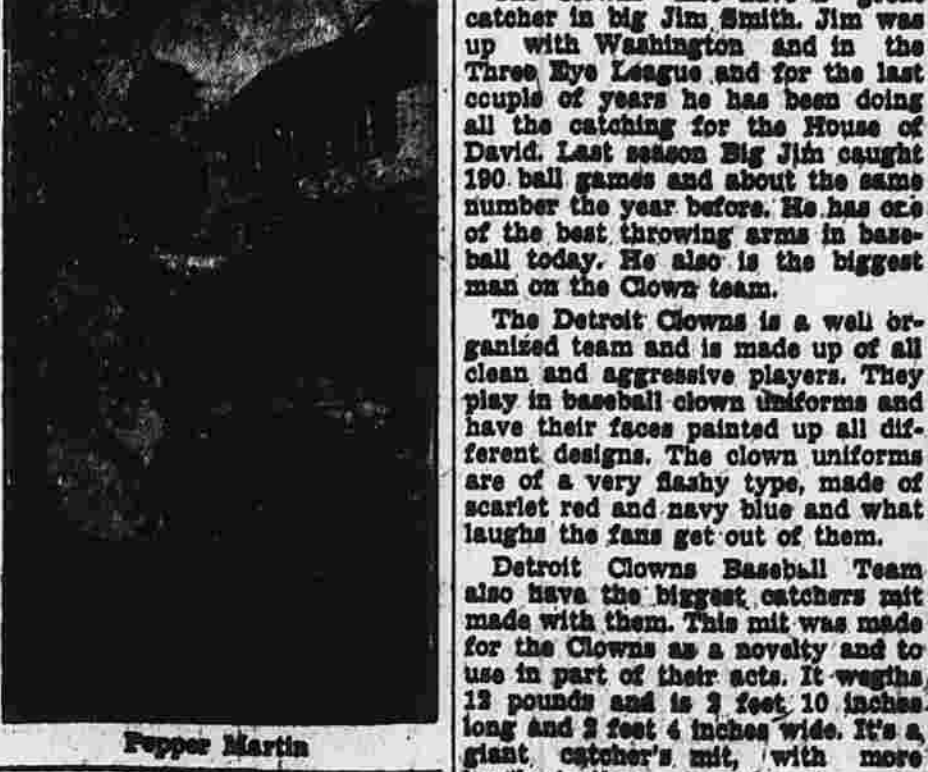 catcher in big Jim Smith. Jim was
up with Washington and in the
Three Eye League and for the last
couple of years he has been doing
all the catching for the House of
David. Last season Big Jim caught
190 ball games and about the same
number the year before. He has one
of the best throwing arms in base-
ball today. He also is the biggest
man on the Clown team.
The Detroit Clowns is a well or-
ganized team and is made up of all
clean and aggressive players. They
play in baseball clown uniforms and
have their faces painted up all dif-
ferent designs. The clown uniforms
are of a very flashy type, made of
scarlet red and navy blue and what
laughs the fans get out of them.
Detroit Clowns Baseball Team
also have the biggest catchers mit
made with them. This mit was made
for the Clowns as a novelty and to
use in part of their acts. It wegihs
12 pounds and is 2 feet 10 inches
long and 2 feet 4 inches wide. It's a
giant catcher's mit, with more
Pepper Martin